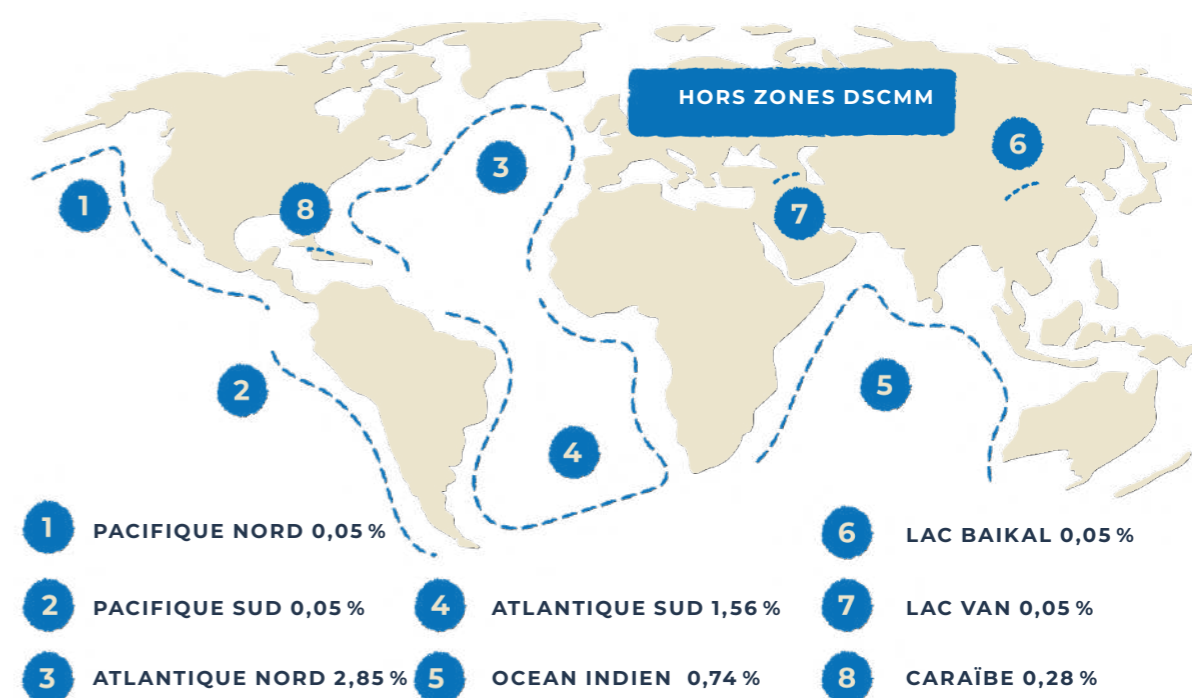 HORS ZONES DSCMM
3
6
1
8
7
2
5
4
1 PACIFIQUE NORD 0,05 %
2 PACIFIQUE SUD 0,05 %
3 ATLANTIQUE NORD 2,85 %
4 ATLANTIQUE SUD 1,56 %
5 OCEAN INDIEN 0,74 %
6 LAC BAIKAL 0,05 %
7 LAC VAN 0,05 %
8 CARAÏBE 0,28 %